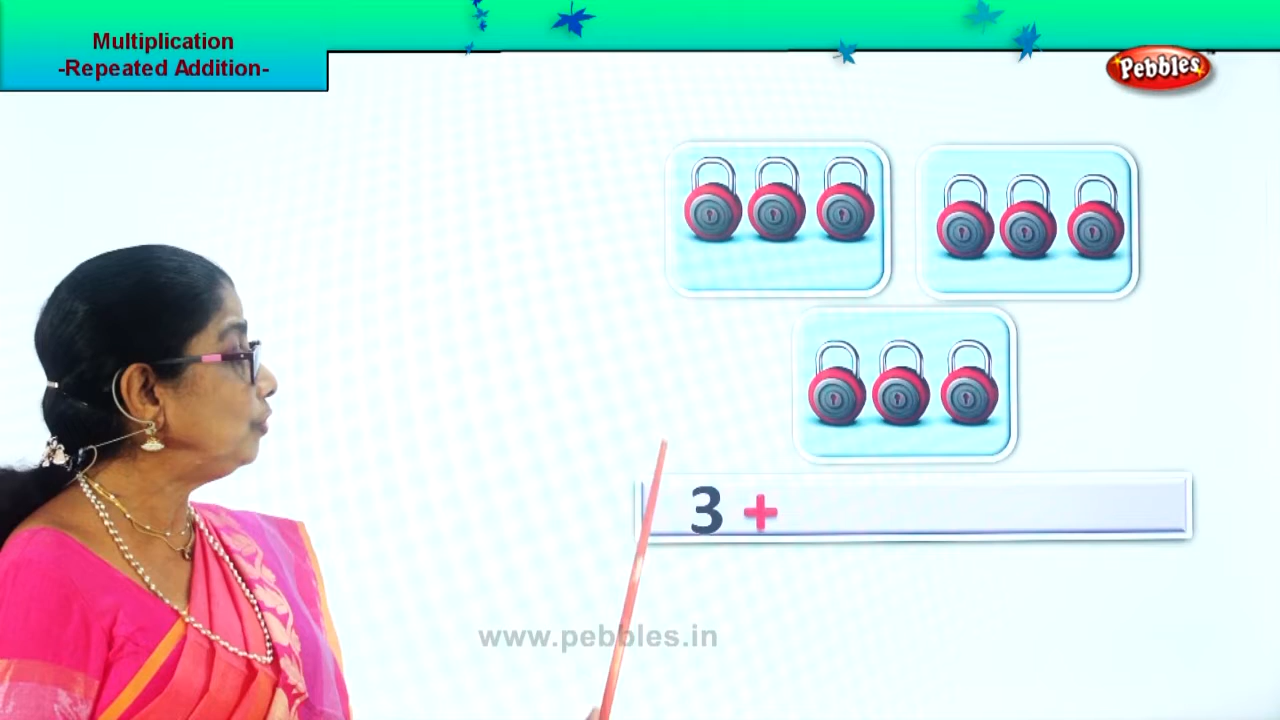 Multiplication
-Repeated Addition-
Pebbles
3 +
www.pebbles.in